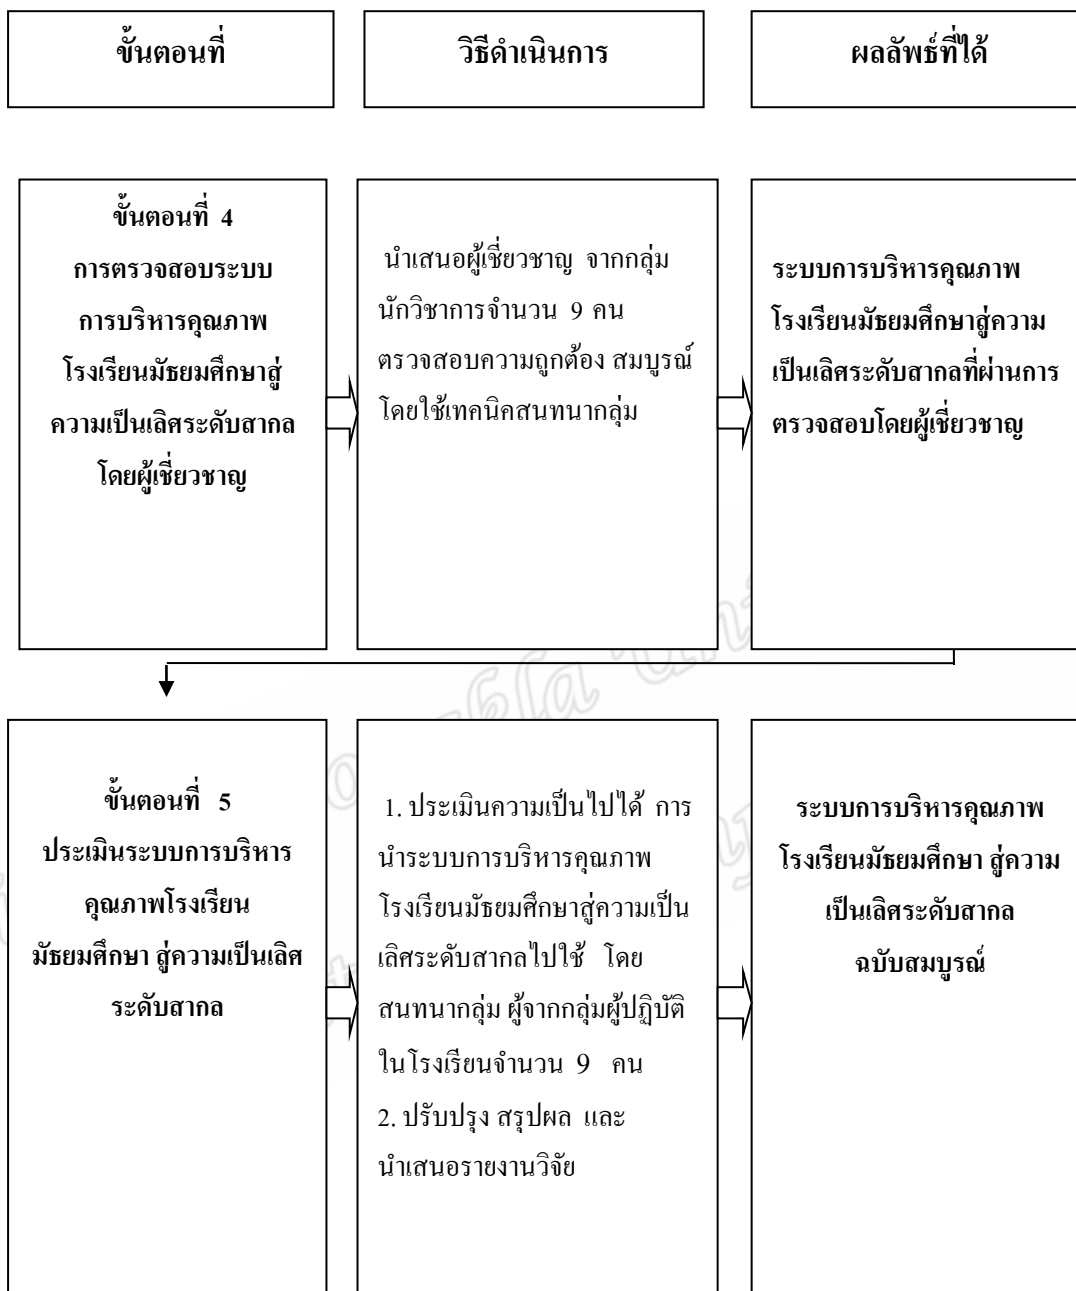 ขั้นตอนที่
วิธีดำเนินการ
ผลลัพธ์ที่ได้
ขั้นตอนที่ 4
การตรวจสอบระบบ
การบริหารคุณภาพ
โรงเรียนมัธยมศึกษาสู่
ความเป็นเลิศระดับสากล
โดยผู้เชี่ยวชาญ
นำเสนอผู้เชี่ยวชาญ จากกลุ่ม
นักวิชาการจำนวน 9 คน
ตรวจสอบความถูกต้อง สมบูรณ์
โดยใช้เทคนิคสนทนากลุ่ม
ระบบการบริหารคุณภาพ
โรงเรียนมัธยมศึกษาสู่ความ
เป็นเลิศระดับสากลที่ผ่านการ
ตรวจสอบโดยผู้เชี่ยวชาญ
ขั้นตอนที่ 5
ประเมินระบบการบริหาร
คุณภาพโรงเรียน
มัธยมศึกษา สู่ความเป็นเลิศ
ระดับสากล
1. ประเมินความเป็นไปได้ การ
นำระบบการบริหารคุณภาพ
โรงเรียนมัธยมศึกษาสู่ความเป็น
เลิศระดับสากลไปใช้ โดย
สนทนากลุ่ม ผู้จากกลุ่มผู้ปฏิบัติ
ในโรงเรียนจำนวน 9 คน
2. ปรับปรุง สรุปผล และ
นำเสนอรายงานวิจัย
ระบบการบริหารคุณภาพ
โรงเรียนมัธยมศึกษา สู่ความ
เป็นเลิศระดับสากล
ฉบับสมบูรณ์